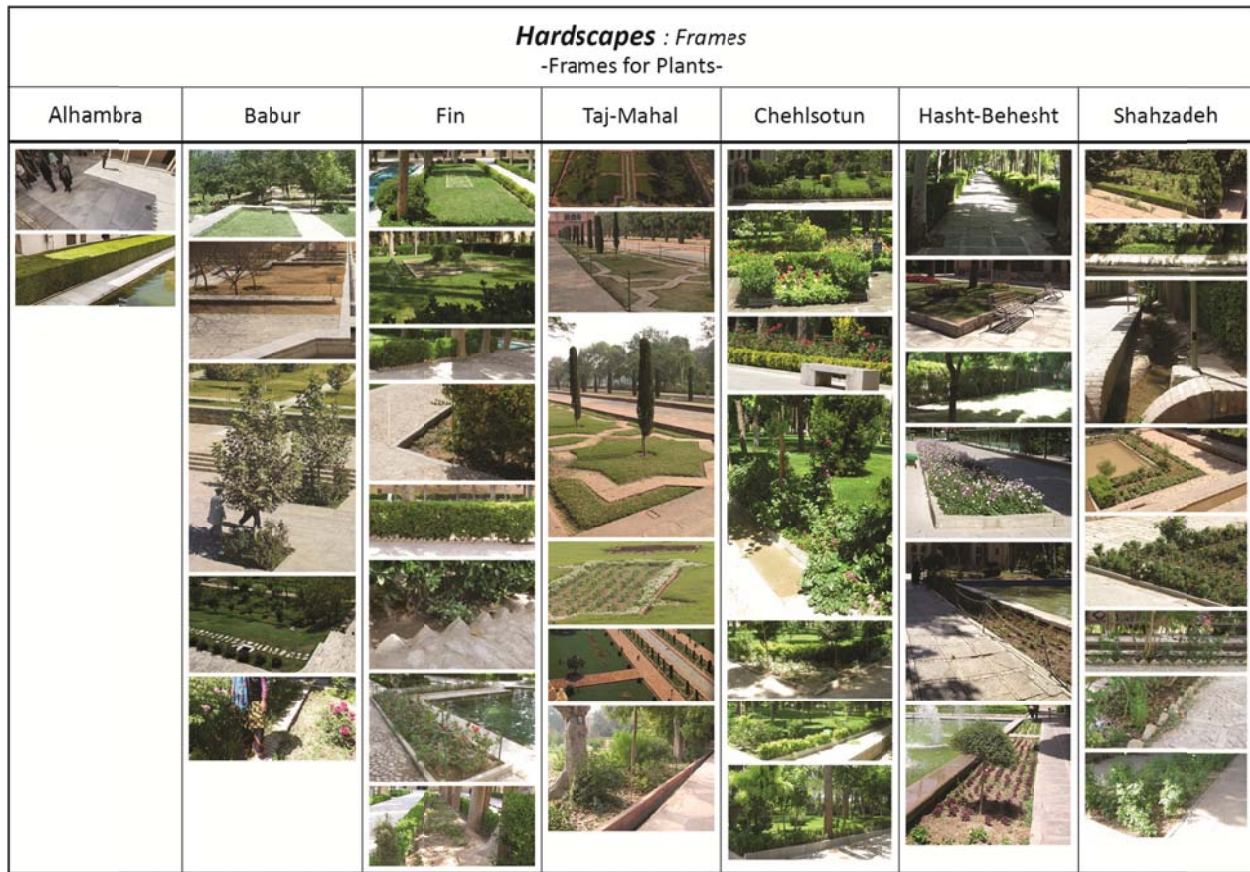 Hardscapes : Frames
-Frames for Plants-
Alhambra
Babur
Fin
Taj-Mahal
Chehlsotun
Hasht-Behesht
Shahzadeh